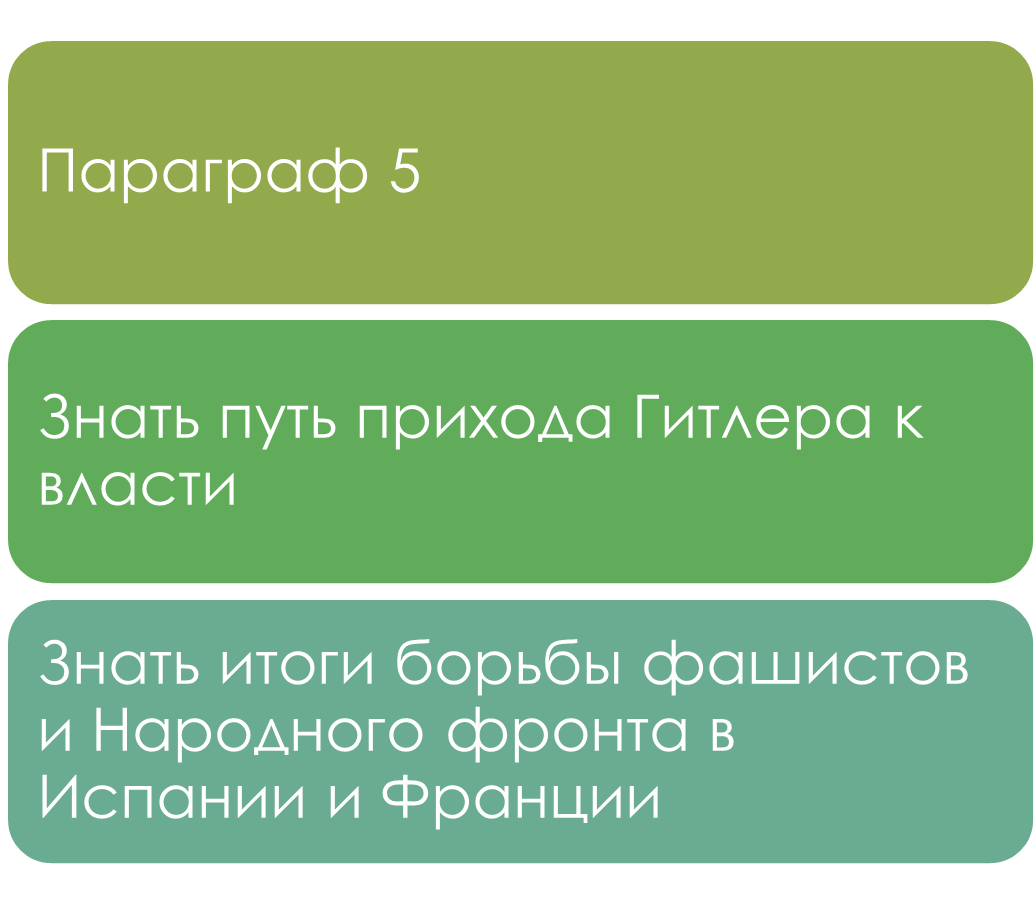 Параграф 5
Знать путь прихода Гитлера к
власти
Знать итоги борьбы фашистов
и Народного фронта в
Испании и Франции